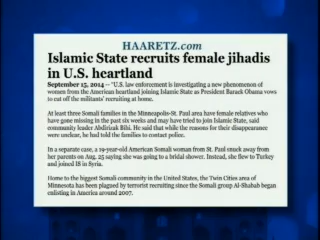 HAARETZ.com
Islamic State recruits female jihadis
in U.S. heartland
September 15, 2014 -- "U.S. law enforcement is investigating a new phenomenon of
women from the American heartland joining Islamic State as President Barack Obama vows
to cut off the militants' recruiting at home.
At least three Somali families in the Minneapolis-St. Paul area have female relatives who
have gone missing in the past six weeks and may have tried to join Islamic State, said
community leader Abdirizak Bihi. He said that while the reasons for their disappearance
were unclear, he had told the families to contact police.
In a separate case, a 19-year-old American Somali woman from St. Paul snuck away from
her parents on Aug. 25 saying she was going to a bridal shower. Instead, she flew to Turkey
and joined IS in Syria.
Home to the biggest Somali community in the United States, the Twin Cities area of
Minnesota has been plagued by terrorist recruiting since the Somali group Al-Shabab began
enlisting in America around 2007.